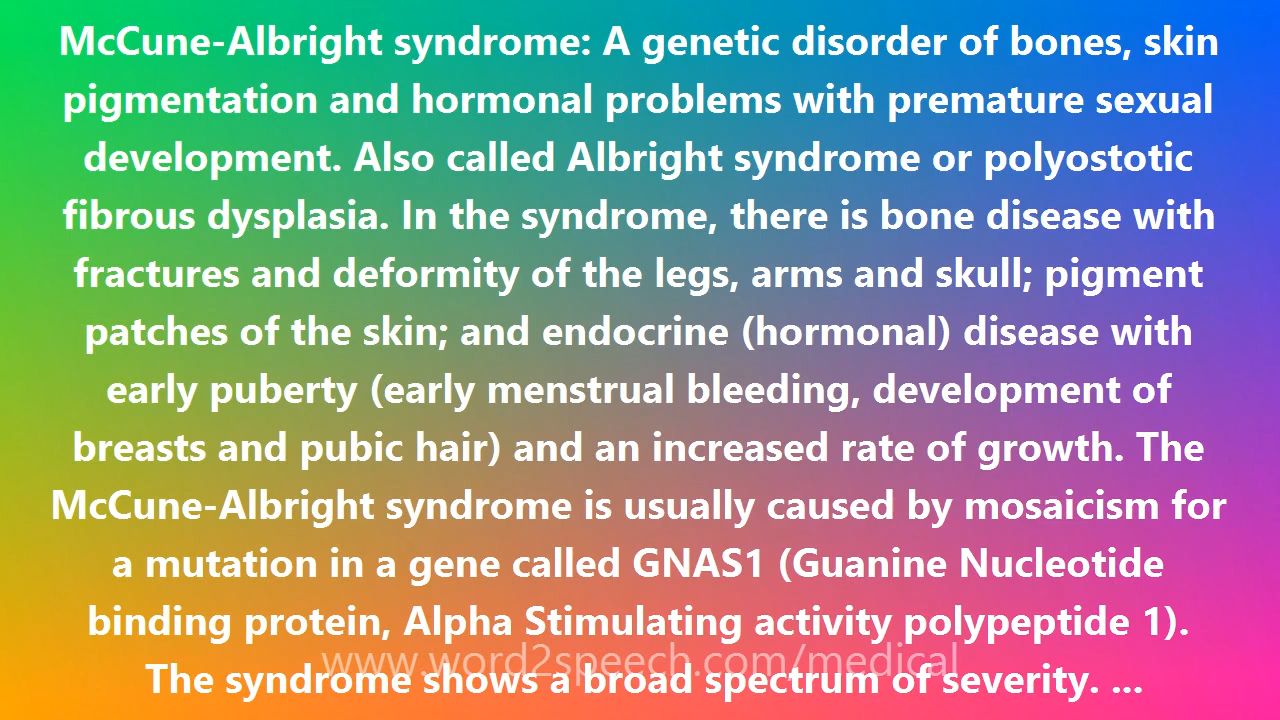 McCune-Albright syndrome: A genetic disorder of bones, skin
pigmentation and hormonal problems with premature sexual
development. Also called Albright syndrome or polyostotic
fibrous dysplasia. In the syndrome, there is bone disease with
fractures and deformity of the legs, arms and skull; pigment
patches of the skin; and endocrine (hormonal) disease with
early puberty (early menstrual bleeding, development of
breasts and pubic hair) and an increased rate of growth. The
McCune-Albright syndrome is usually caused by mosaicism for
a mutation in a gene called GNAS1 (Guanine Nucleotide
binding protein, Alpha Stimulating activity polypeptide 1).
www.word2speech.com/medical
The syndrome shows a broad spectrum of severity. ...